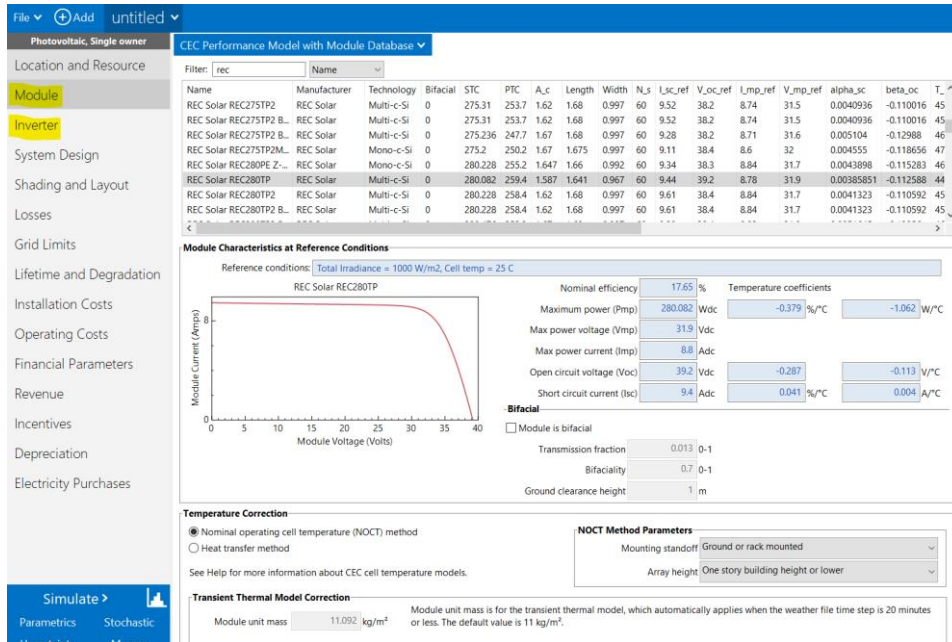 File Add untitled
Photovoltaic, Single owner
Location and Resource
Module
Inverter
System Design
Shading and Layout
Losses
Grid Limits
Lifetime and Degradation
Installation Costs
Operating Costs
Financial Parameters
Revenue
Incentives
Depreciation
Electricity Purchases
Simulate >
Parametrics Stochastic
CEC Performance Model with Module Database
Filter: rec Name
Name Manufacturer Technology Bifacial STC PTC A_c Length Width N_s I_sc_ref V_oc_ref I_mp_ref V_mp_ref alpha_sc beta_oc T_
REC Solar REC275TP2 REC Solar Multi-c-Si 0 275.31 253.7 1.62 1.68 0.997 60 9.52 38.2 8.74 31.5 0.0040936 -0.110016 45
REC Solar REC275TP2 B... REC Solar Multi-c-Si 0 275.31 253.7 1.62 1.68 0.997 60 9.52 38.2 8.74 31.5 0.0040936 -0.110016 45
REC Solar REC275TP2 B... REC Solar Multi-c-Si 0 275.236 247.7 1.67 1.68 0.997 60 9.28 38.2 8.71 31.6 0.005104 -0.12988 46
REC Solar REC275TP2M... REC Solar Mono-c-Si 0 275.2 250.2 1.67 1.675 0.997 60 9.11 38.4 8.6 32 0.004555 -0.118656 47
REC Solar REC280PE Z-... REC Solar Mono-c-Si 0 280.228 255.2 1.647 1.66 0.992 60 9.34 38.3 8.84 31.7 0.0043898 -0.115283 46
REC Solar REC280TP REC Solar Multi-c-Si 0 280.082 259.4 1.587 1.641 0.967 60 9.44 39.2 8.78 31.9 0.00385851 -0.112588 44
REC Solar REC280TP2 REC Solar Multi-c-Si 0 280.228 258.4 1.62 1.68 0.997 60 9.61 38.4 8.84 31.7 0.0041323 -0.110592 45
REC Solar REC280TP2 B... REC Solar Multi-c-Si 0 280.228 258.4 1.62 1.68 0.997 60 9.61 38.4 8.84 31.7 0.0041323 -0.110592 45
Module Characteristics at Reference Conditions
Reference conditions: Total Irradiance = 1000 W/m2, Cell temp = 25 C
REC Solar REC280TP
Module Current (Amps)
8
0
0 5 10 15 20 25 30 35 40
Module Voltage (Volts)
Nominal efficiency 17.65 % Temperature coefficients
Maximum power (Pmp) 280.082 Wdc -0.379 %/°C -1.062 W/°C
Max power voltage (Vmp) 31.9 Vdc
Max power current (Imp) 8.8 Adc
Open circuit voltage (Voc) 39.2 Vdc -0.287 -0.113 V/°C
Short circuit current (Isc) 9.4 Adc 0.041 %/°C 0.004 A/°C
Bifacial
Module is bifacial
Transmission fraction 0.013 0-1
Bifaciality 0.7 0-1
Ground clearance height 1 m
Temperature Correction
Nominal operating cell temperature (NOCT) method
Heat transfer method
See Help for more information about CEC cell temperature models.
NOCT Method Parameters
Mounting standoff Ground or rack mounted
Array height One story building height or lower
Transient Thermal Model Correction
Module unit mass 11.092 kg/m²
Module unit mass is for the transient thermal model, which automatically applies when the weather file time step is 20 minutes
or less. The default value is 11 kg/m².